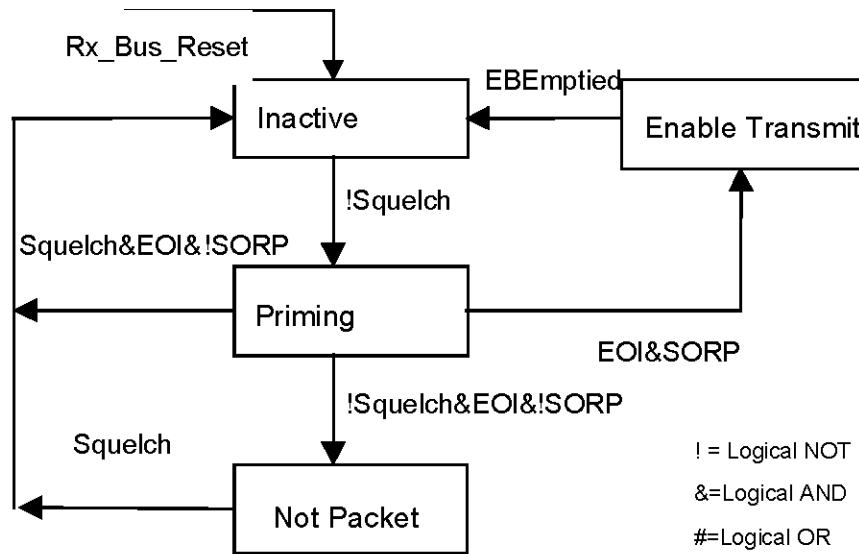 Rx_Bus_Reset
EBEmptied
Inactive
Enable Transmit
!Squelch
Squelch&EOI&!SORP
Priming
EOI&SORP
!Squelch&EOI&!SORP
Squelch
! = Logical NOT
&=Logical AND
Not Packet
#=Logical OR